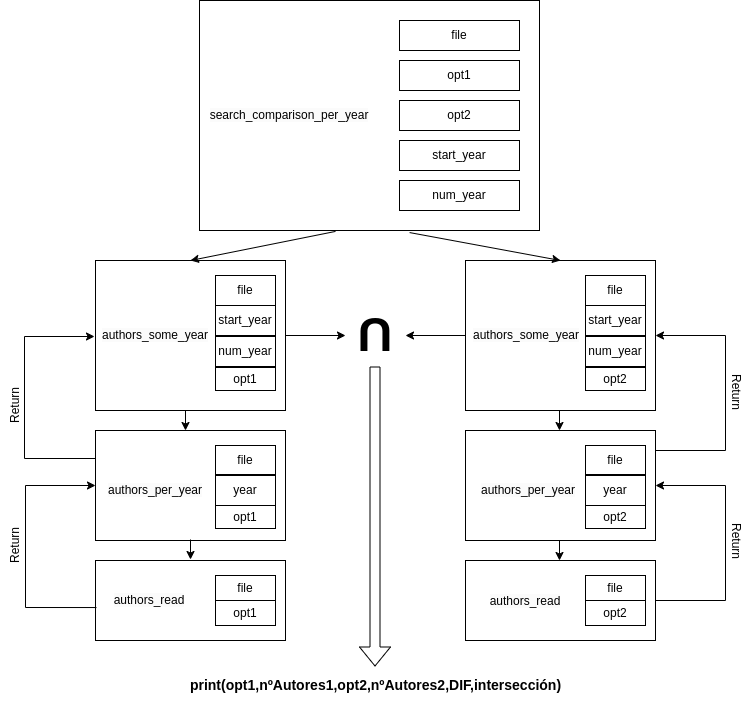 file
opt1
search_comparison_per_year
opt2
start_year
num_year
authors_some_year
file
start_year
num_year
opt1
∩
authors_some_year
file
start_year
num_year
opt2
Return
Return
authors_per_year
file
year
opt1
authors_per_year
file
year
opt2
Return
Return
authors_read
file
opt1
authors_read
file
opt2
print(opt1,nºAutores1,opt2,nºAutores2,DIF,intersección)